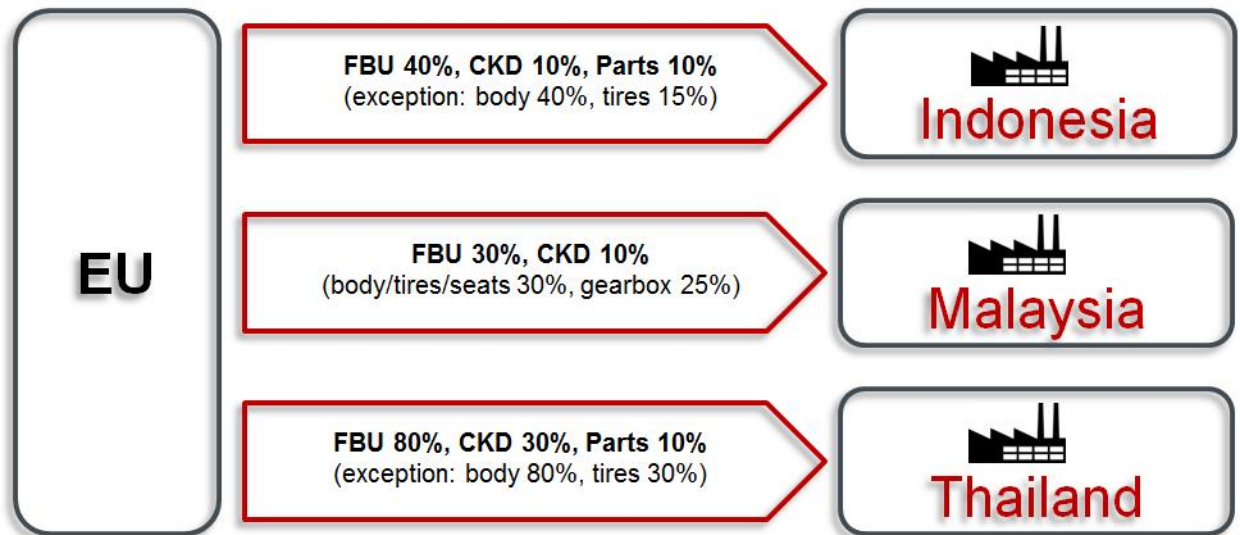 EU
FBU 40%, CKD 10%, Parts 10%
(exception: body 40%, tires 15%)
Indonesia
FBU 30%, CKD 10%
(body/tires/seats 30%, gearbox 25%)
Malaysia
FBU 80%, CKD 30%, Parts 10%
(exception: body 80%, tires 30%)
Thailand